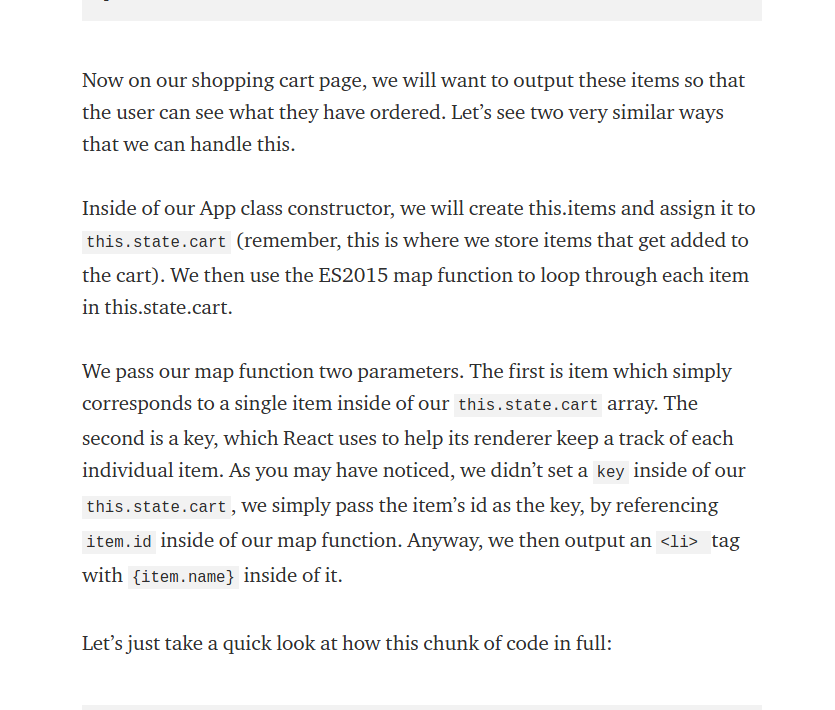 Now on our shopping cart page, we will want to output these items so that
the user can see what they have ordered. Let’s see two very similar ways
that we can handle this.
Inside of our App class constructor, we will create this.items and assign it to
this.state.cart (remember, this is where we store items that get added to
the cart). We then use the ES2015 map function to loop through each item
in this.state.cart.
We pass our map function two parameters. The first is item which simply
corresponds to a single item inside of our this.state.cart array. The
second is a key, which React uses to help its renderer keep a track of each
individual item. As you may have noticed, we didn’t set a key inside of our
this.state.cart, we simply pass the item’s id as the key, by referencing
item.id inside of our map function. Anyway, we then output an <li> tag
with {item.name} inside of it.
Let’s just take a quick look at how this chunk of code in full: